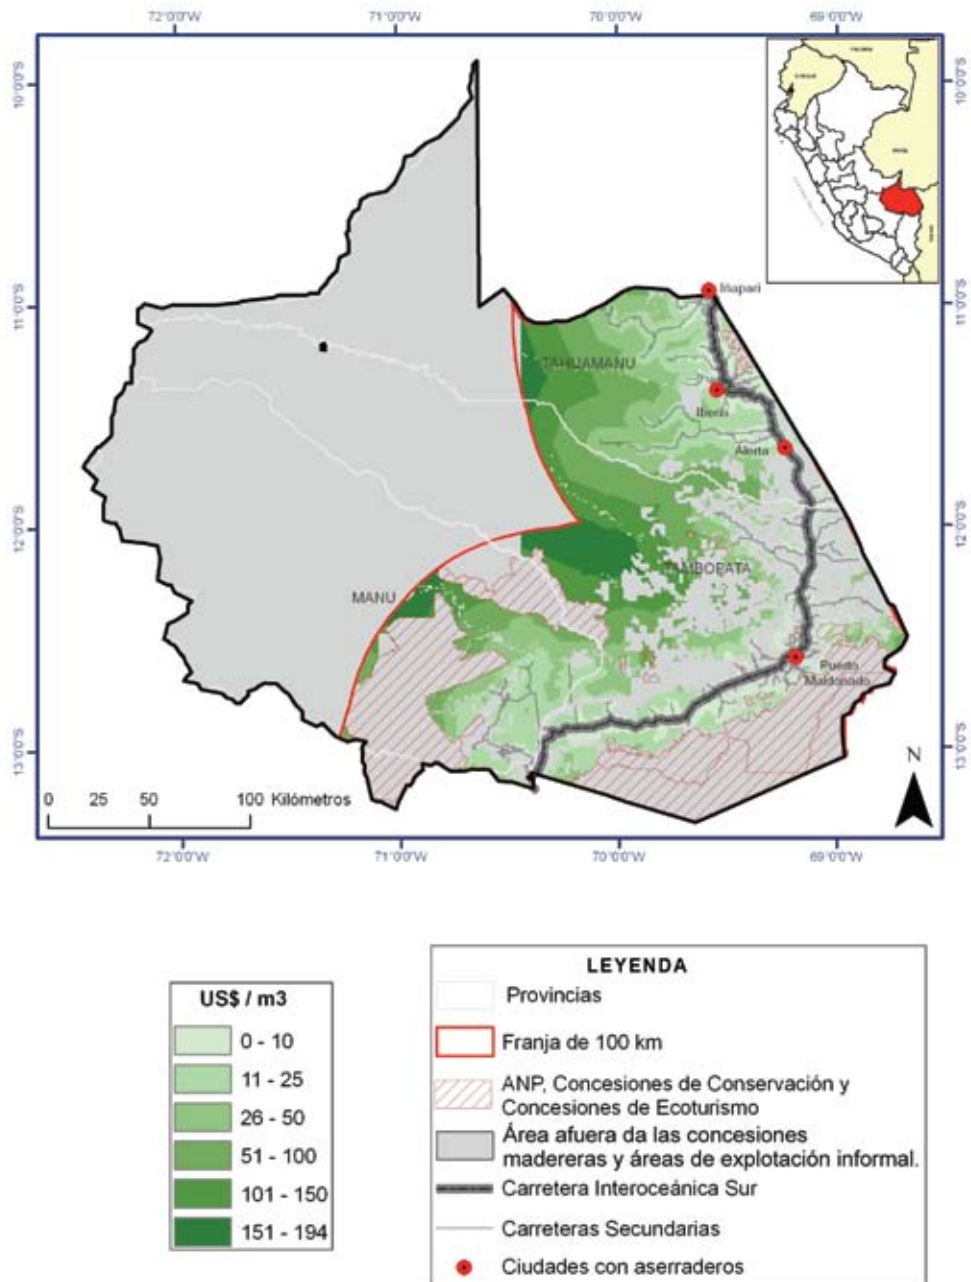 72°0'0"W 71°0'0"W 70°0'0"W 69°0'0"W
10°0'S 10°0'S
11°0'S 11°0'S
12°0'S 12°0'S
13°0'S 13°0'S
Iñapari
TAHUAMANU
Iberia
Alerta
TAMBOPATA
MANU
Puerto
Maldonado
N
0 25 50 100 Kilómetros
72°0'0"W 71°0'0"W 70°0'0"W 69°0'0"W
US$ / m3
0 - 10
11 - 25
26 - 50
51 - 100
101 - 150
151 - 194
LEYENDA
Provincias
Franja de 100 km
ANP, Concesiones de Conservación y
Concesiones de Ecoturismo
Área afuera da las concesiones
madereras y áreas de explotación informal.
Carretera Interoceánica Sur
Carreteras Secundarias
Ciudades con aserraderos